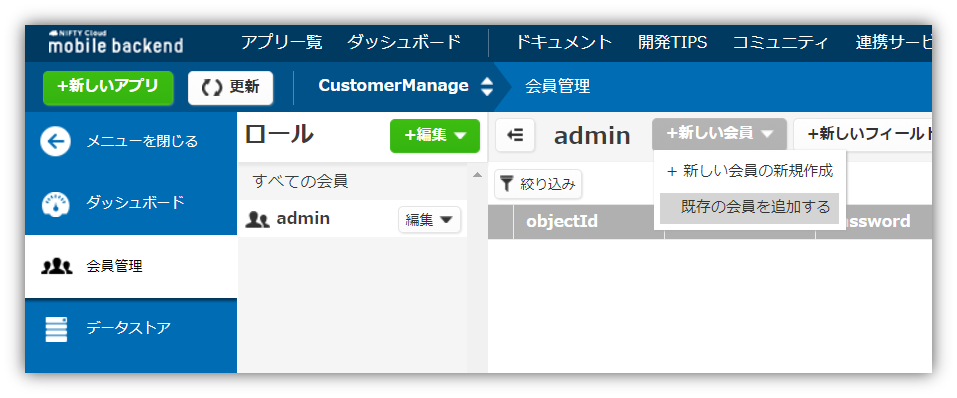 NIFTY Cloud
mobile backend
アプリ一覧 ダッシュボード ドキュメント 開発TIPS コミュニティ 連携サービ
+新しいアプリ 更新 CustomerManage 会員管理
メニューを閉じる
ダッシュボード
会員管理
データストア
ロール +編集
すべての会員
admin 編集
admin +新しい会員 +新しいフィールド
+ 新しい会員の新規作成
既存の会員を追加する
絞り込み
objectId ssword